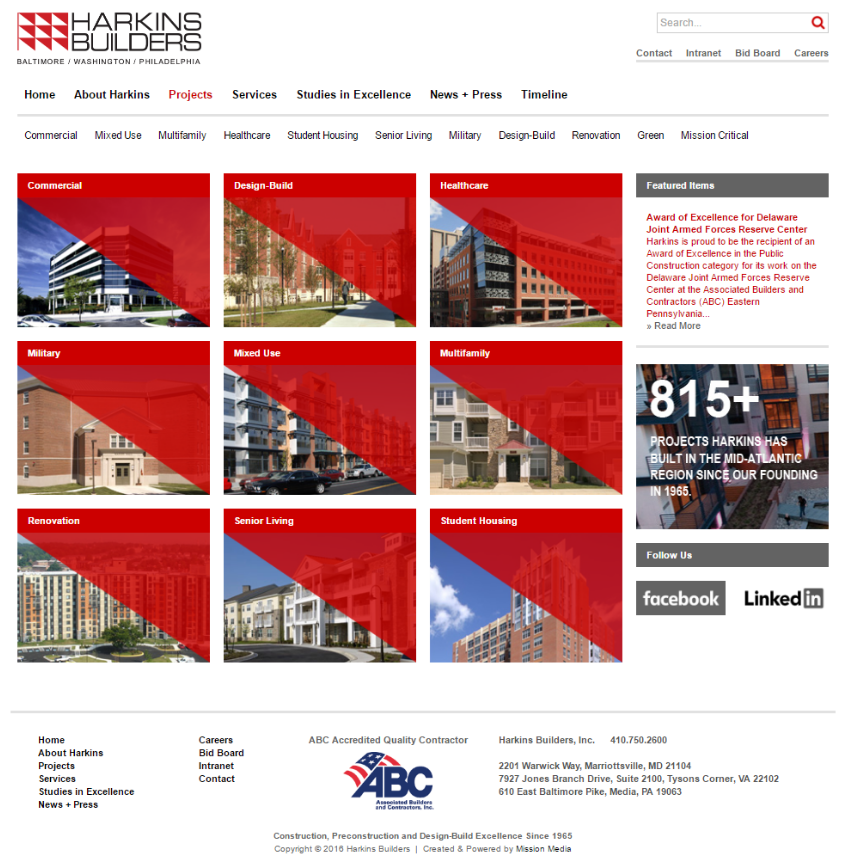 HARKINS
BUILDERS
BALTIMORE / WASHINGTON / PHILADELPHIA
Search...
Contact Intranet Bid Board Careers
Home About Harkins Projects Services Studies in Excellence News + Press Timeline
Commercial Mixed Use Multifamily Healthcare Student Housing Senior Living Military Design-Build Renovation Green Mission Critical
Commercial
Design-Build
Healthcare
Military
Mixed Use
Multifamily
Renovation
Senior Living
Student Housing
Featured Items
Award of Excellence for Delaware
Joint Armed Forces Reserve Center
Harkins is proud to be the recipient of an
Award of Excellence in the Public
Construction category for its work on the
Delaware Joint Armed Forces Reserve
Center at the Associated Builders and
Contractors (ABC) Eastern
Pennsylvania...
» Read More
815+
PROJECTS HARKINS HAS
BUILT IN THE MID-ATLANTIC
REGION SINCE OUR FOUNDING
IN 1965.
Follow Us
facebook
Linked in
Home
About Harkins
Projects
Services
Studies in Excellence
News + Press
Careers
Bid Board
Intranet
Contact
ABC Accredited Quality Contractor
ABC
Associated Builders
and Contractors, Inc.
Harkins Builders, Inc. 410.750.2600
2201 Warwick Way, Marriottsville, MD 21104
7927 Jones Branch Drive, Suite 2100, Tysons Corner, VA 22102
610 East Baltimore Pike, Media, PA 19063
Construction, Preconstruction and Design-Build Excellence Since 1965
Copyright © 2016 Harkins Builders | Created & Powered by Mission Media